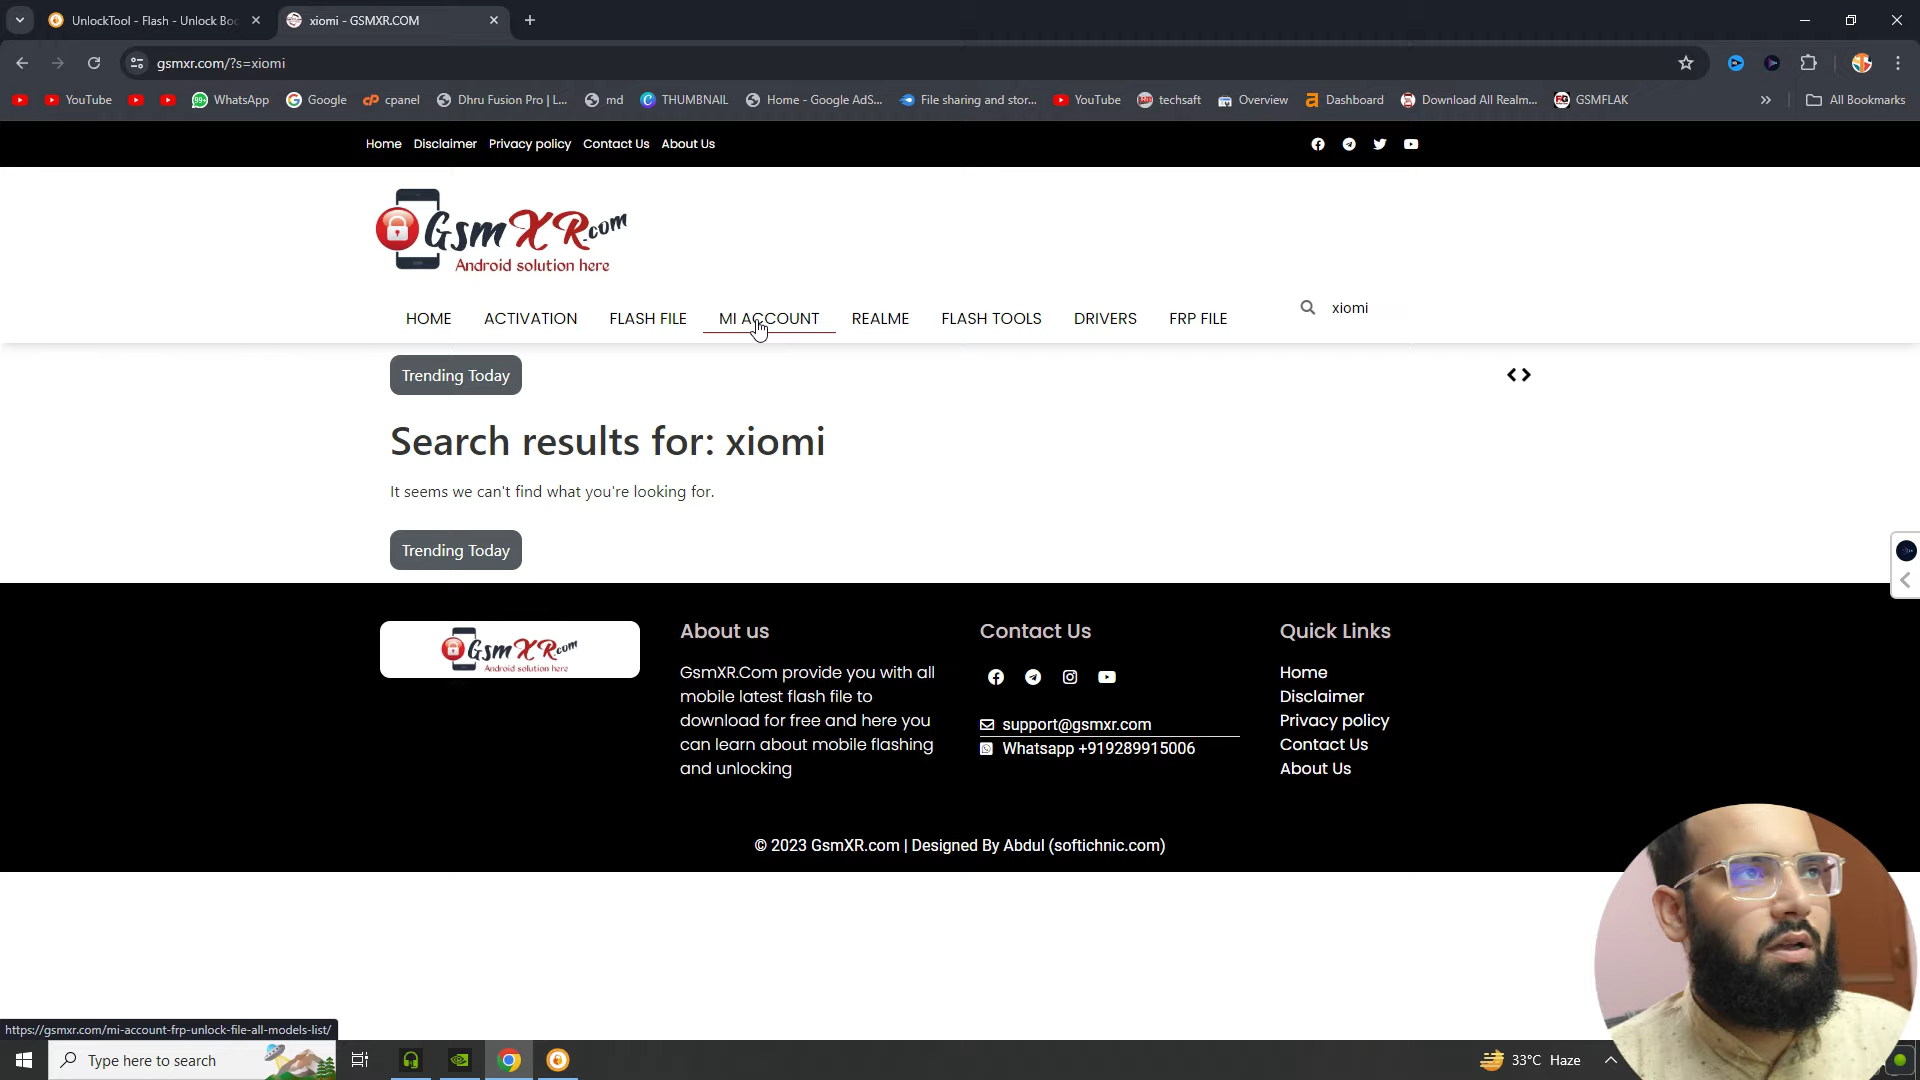 UnlockTool - Flash - Unlock Boo
xiomi - GSMXR.COM
gsmxr.com/?s=xiomi
YouTube
WhatsApp
Google
cpanel
Dhru Fusion Pro | L...
md
THUMBNAIL
Home - Google AdS...
File sharing and stor...
YouTube
techsaft
Overview
Dashboard
Download All Realm...
GSMFLAK
All Bookmarks
Home Disclaimer Privacy policy Contact Us About Us
GsmXR.com
Android solution here
HOME ACTIVATION FLASH FILE MI ACCOUNT REALME FLASH TOOLS DRIVERS FRP FILE
xiomi
Trending Today
Search results for: xiomi
It seems we can't find what you're looking for.
Trending Today
GsmXR.com
Android solution here
About us
GsmXR.Com provide you with all
mobile latest flash file to
download for free and here you
can learn about mobile flashing
and unlocking
Contact Us
support@gsmxr.com
Whatsapp +919289915006
Quick Links
Home
Disclaimer
Privacy policy
Contact Us
About Us
© 2023 GsmXR.com | Designed By Abdul (softichnic.com)
https://gsmxr.com/mi-account-frp-unlock-file-all-models-list/
Type here to search
33°C Haze